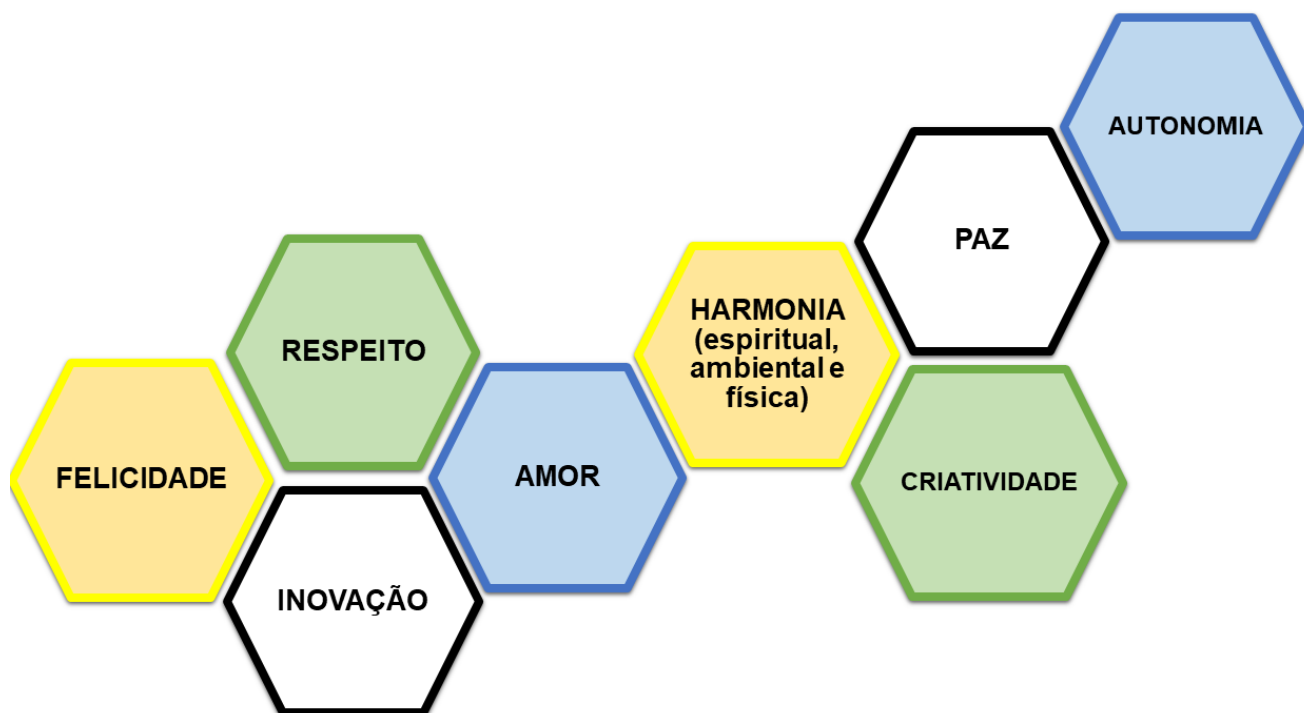 AUTONOMIA
PAZ
RESPEITO
HARMONIA
(espiritual,
ambiental e
física)
FELICIDADE
AMOR
CRIATIVIDADE
INOVAÇÃO